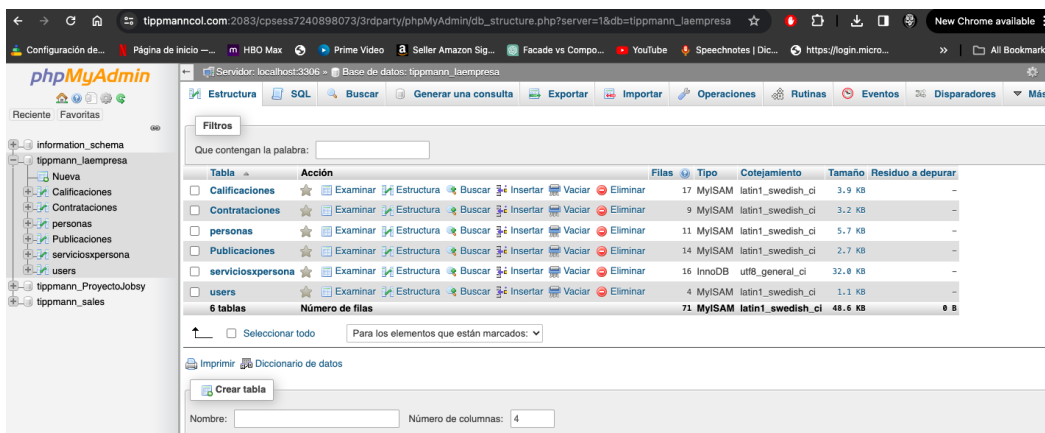 tippmanncol.com:2083/cpsess7240898073/3rdparty/phpMyAdmin/db_structure.php?server=1&db=tippmann_laempresa
New Chrome available
Configuración de... Página de inicio —... HBO Max Prime Video Seller Amazon Sig... Facade vs Compo... YouTube Speechnotes | Dic... https://login.micro... » All Bookmark
phpMyAdmin
Reciente Favoritas
information_schema
tippmann_laempresa
Nueva
Calificaciones
Contrataciones
personas
Publicaciones
serviciosxpersona
users
tippmann_ProyectoJobsy
tippmann_sales
Servidor: localhost:3306 » Base de datos: tippmann_laempresa
Estructura SQL Buscar Generar una consulta Exportar Importar Operaciones Rutinas Eventos Disparadores Más
Filtros
Que contengan la palabra:
Tabla Acción Filas Tipo Cotejamiento Tamaño Residuo a depurar
Calificaciones Examinar Estructura Buscar Insertar Vaciar Eliminar 17 MyISAM latin1_swedish_ci 3.9 KB –
Contrataciones Examinar Estructura Buscar Insertar Vaciar Eliminar 9 MyISAM latin1_swedish_ci 3.2 KB –
personas Examinar Estructura Buscar Insertar Vaciar Eliminar 11 MyISAM latin1_swedish_ci 5.7 KB –
Publicaciones Examinar Estructura Buscar Insertar Vaciar Eliminar 14 MyISAM latin1_swedish_ci 2.7 KB –
serviciosxpersona Examinar Estructura Buscar Insertar Vaciar Eliminar 16 InnoDB utf8_general_ci 32.0 KB –
users Examinar Estructura Buscar Insertar Vaciar Eliminar 4 MyISAM latin1_swedish_ci 1.1 KB –
6 tablas Número de filas 71 MyISAM latin1_swedish_ci 48.6 KB 0 B
Seleccionar todo Para los elementos que están marcados:
Imprimir Diccionario de datos
Crear tabla
Nombre: Número de columnas: 4